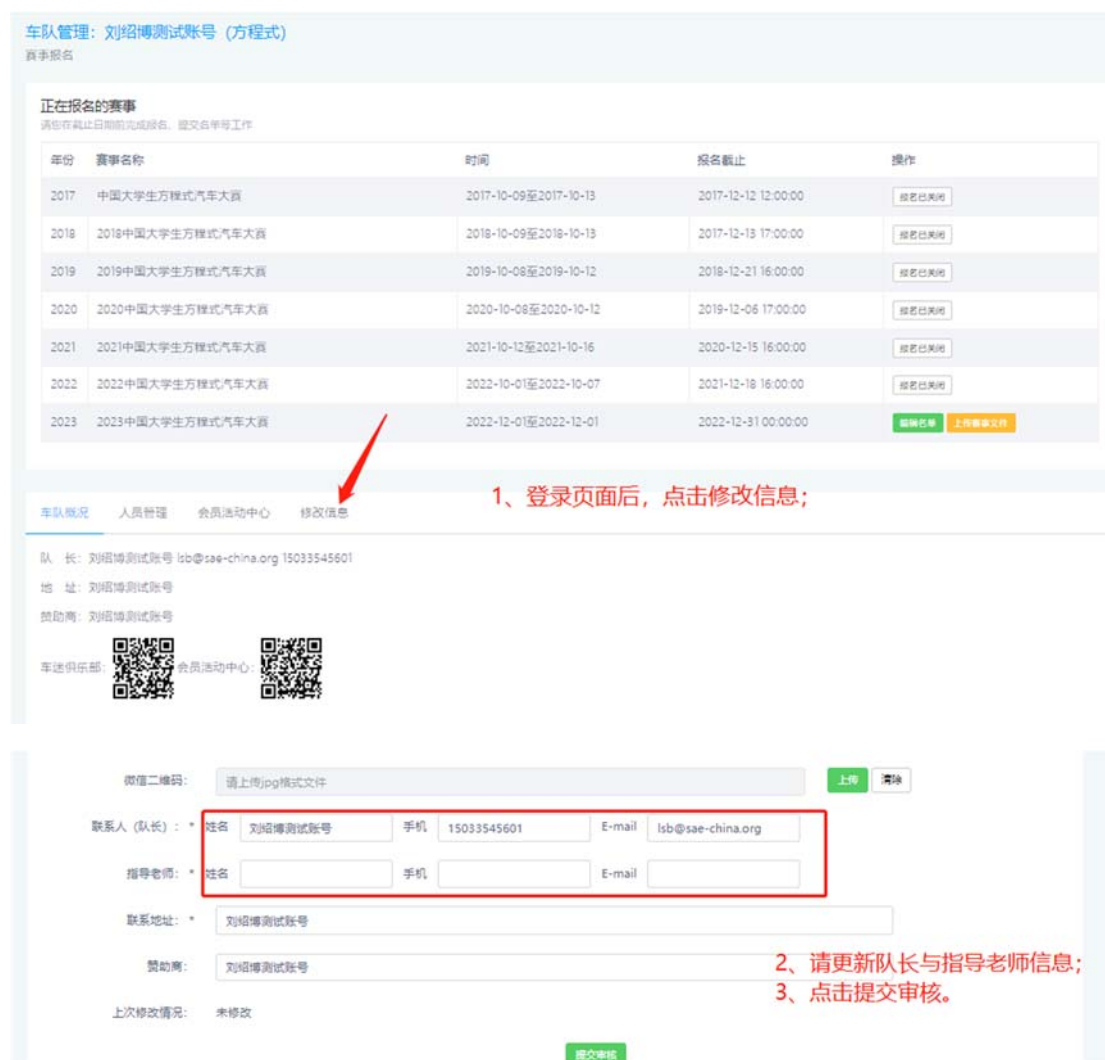 车队管理：刘绍博测试账号（方程式）
赛事报名
正在报名的赛事
请您在截止日期前完成报名、提交名单等工作
年份 赛事名称 时间 报名截止 操作
2017 中国大学生方程式汽车大赛 2017-10-09至2017-10-13 2017-12-12 12:00:00 报名已关闭
2018 2018中国大学生方程式汽车大赛 2018-10-09至2018-10-13 2017-12-13 17:00:00 报名已关闭
2019 2019中国大学生方程式汽车大赛 2019-10-08至2019-10-12 2018-12-21 16:00:00 报名已关闭
2020 2020中国大学生方程式汽车大赛 2020-10-08至2020-10-12 2019-12-06 17:00:00 报名已关闭
2021 2021中国大学生方程式汽车大赛 2021-10-12至2021-10-16 2020-12-15 16:00:00 报名已关闭
2022 2022中国大学生方程式汽车大赛 2022-10-01至2022-10-07 2021-12-18 16:00:00 报名已关闭
2023 2023中国大学生方程式汽车大赛 2022-12-01至2022-12-01 2022-12-31 00:00:00 编辑名单 上传赛事文件
1、登录页面后，点击修改信息；
车队概况 人员管理 会员活动中心 修改信息
队 长：刘绍博测试账号 lsb@sae-china.org 15033545601
地 址：刘绍博测试账号
赞助商：刘绍博测试账号
车迷俱乐部： 会员活动中心：
微信二维码： 请上传jpg格式文件 上传 清除
联系人（队长）：* 姓名 刘绍博测试账号 手机 15033545601 E-mail lsb@sae-china.org
指导老师：* 姓名 手机 E-mail
联系地址：* 刘绍博测试账号
赞助商： 刘绍博测试账号
2、请更新队长与指导老师信息；
3、点击提交审核。
上次修改情况： 未修改
提交审核